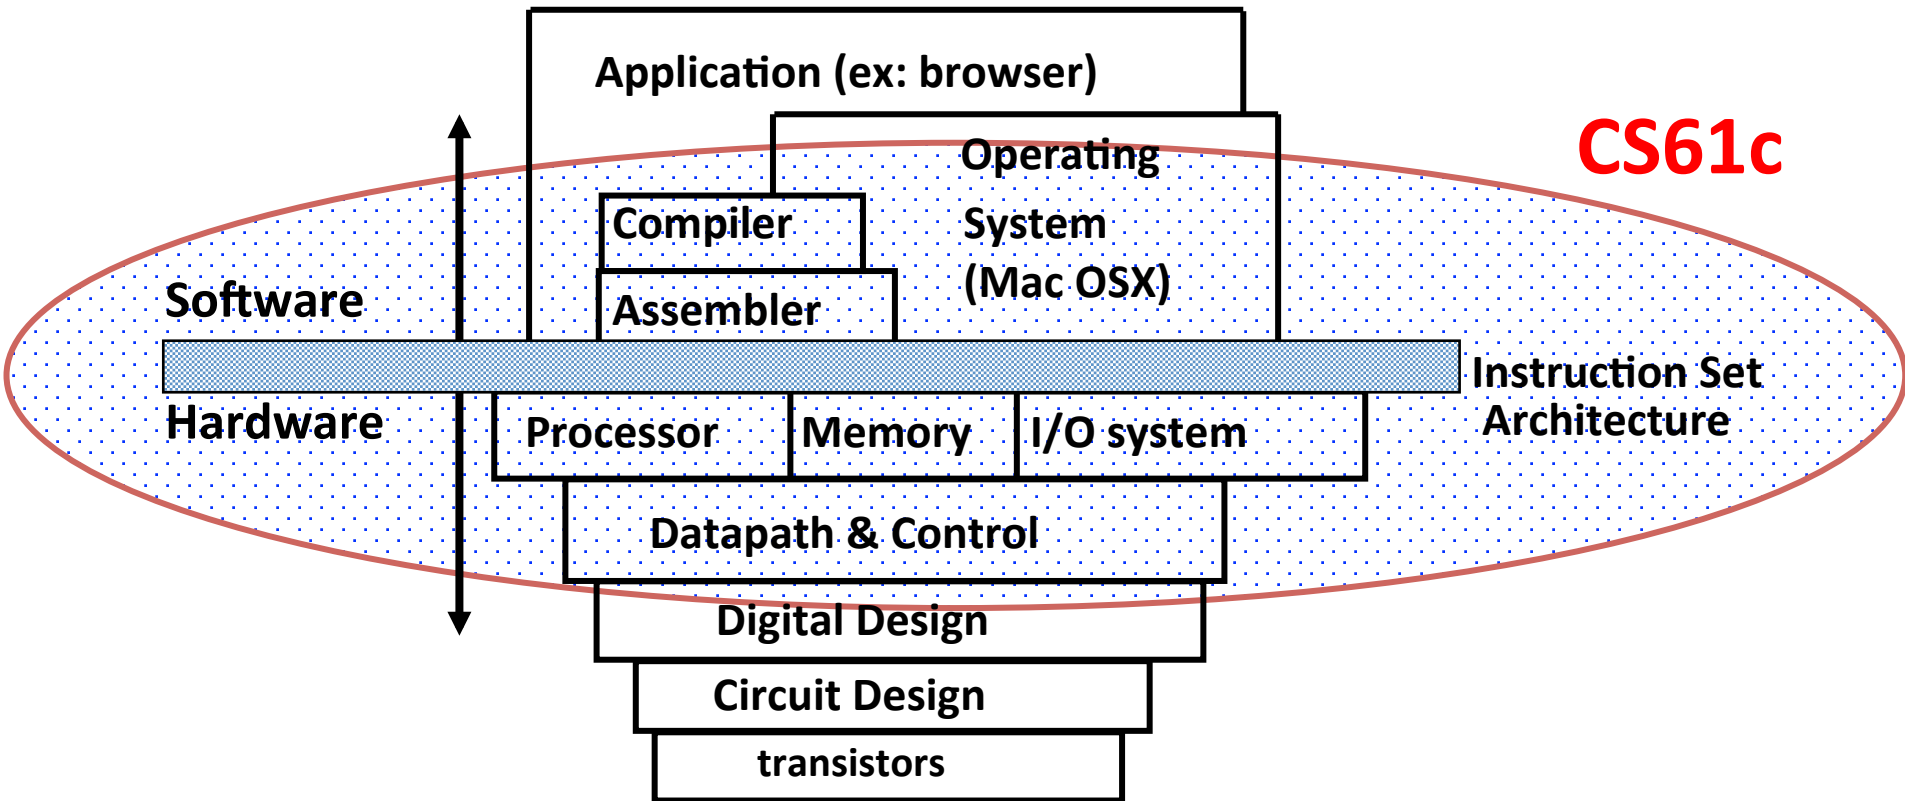 Application (ex: browser)
CS61c
Operating
System
(Mac OSX)
Compiler
Assembler
Software
Hardware
Instruction Set
Architecture
Processor
Memory
I/O system
Datapath & Control
Digital Design
Circuit Design
transistors